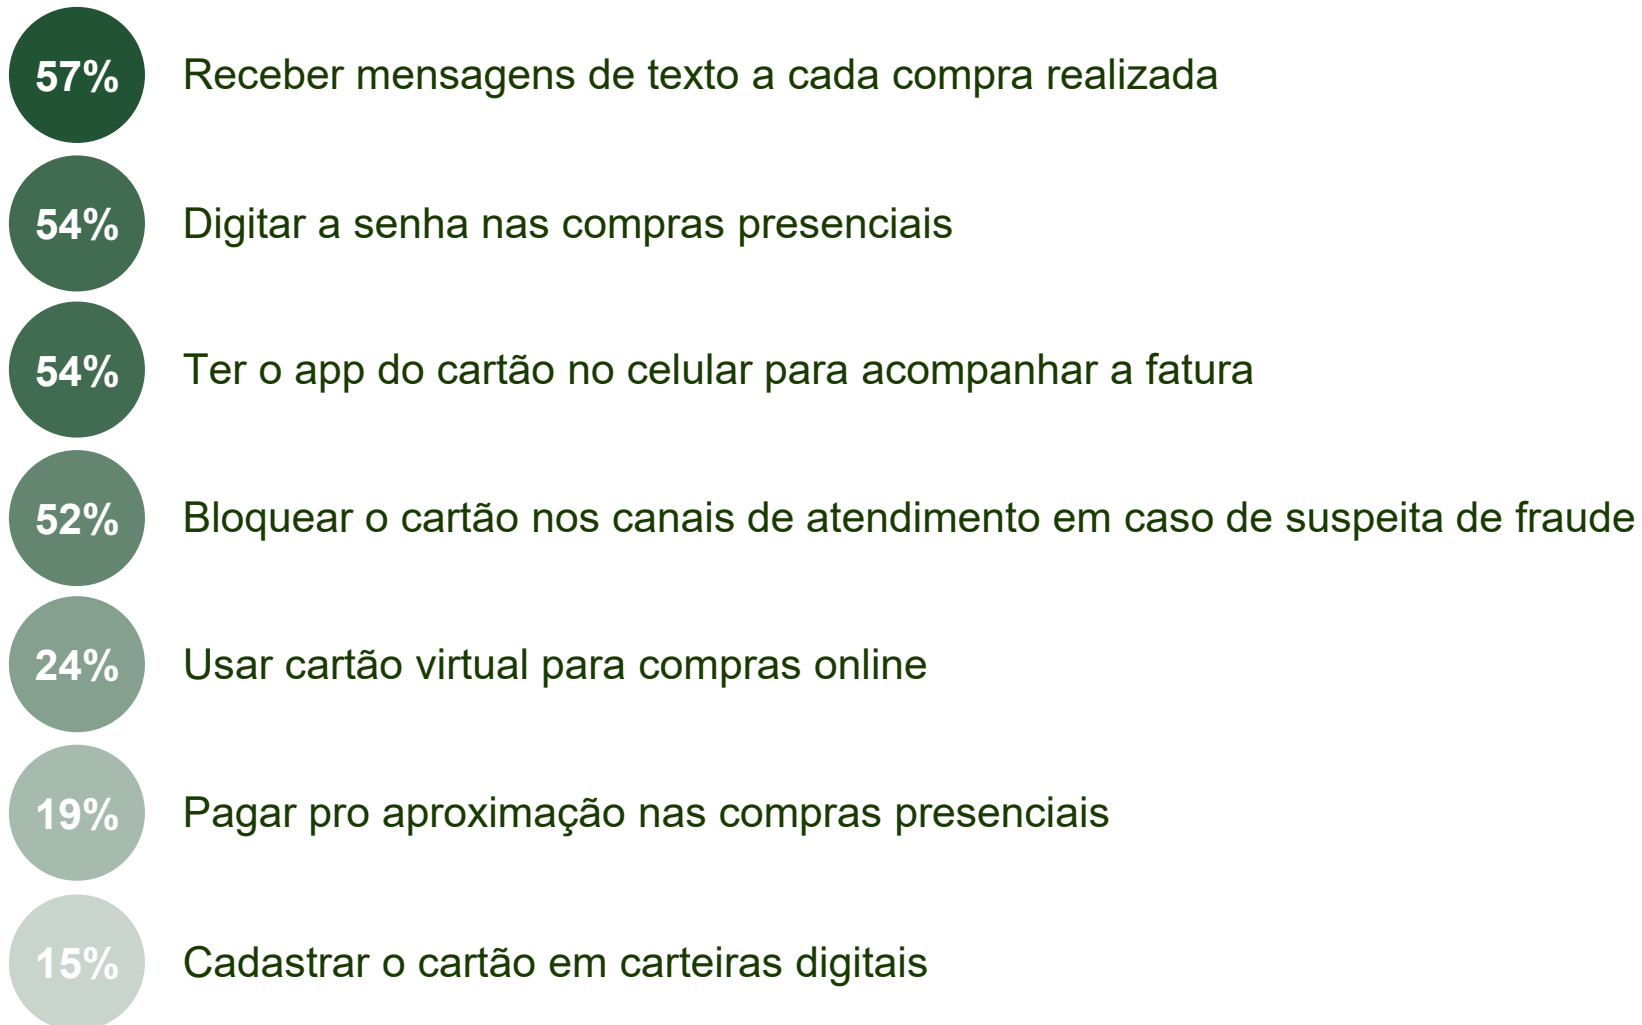 57% Receber mensagens de texto a cada compra realizada
54% Digitar a senha nas compras presenciais
54% Ter o app do cartão no celular para acompanhar a fatura
52% Bloquear o cartão nos canais de atendimento em caso de suspeita de fraude
24% Usar cartão virtual para compras online
19% Pagar pro aproximação nas compras presenciais
15% Cadastrar o cartão em carteiras digitais